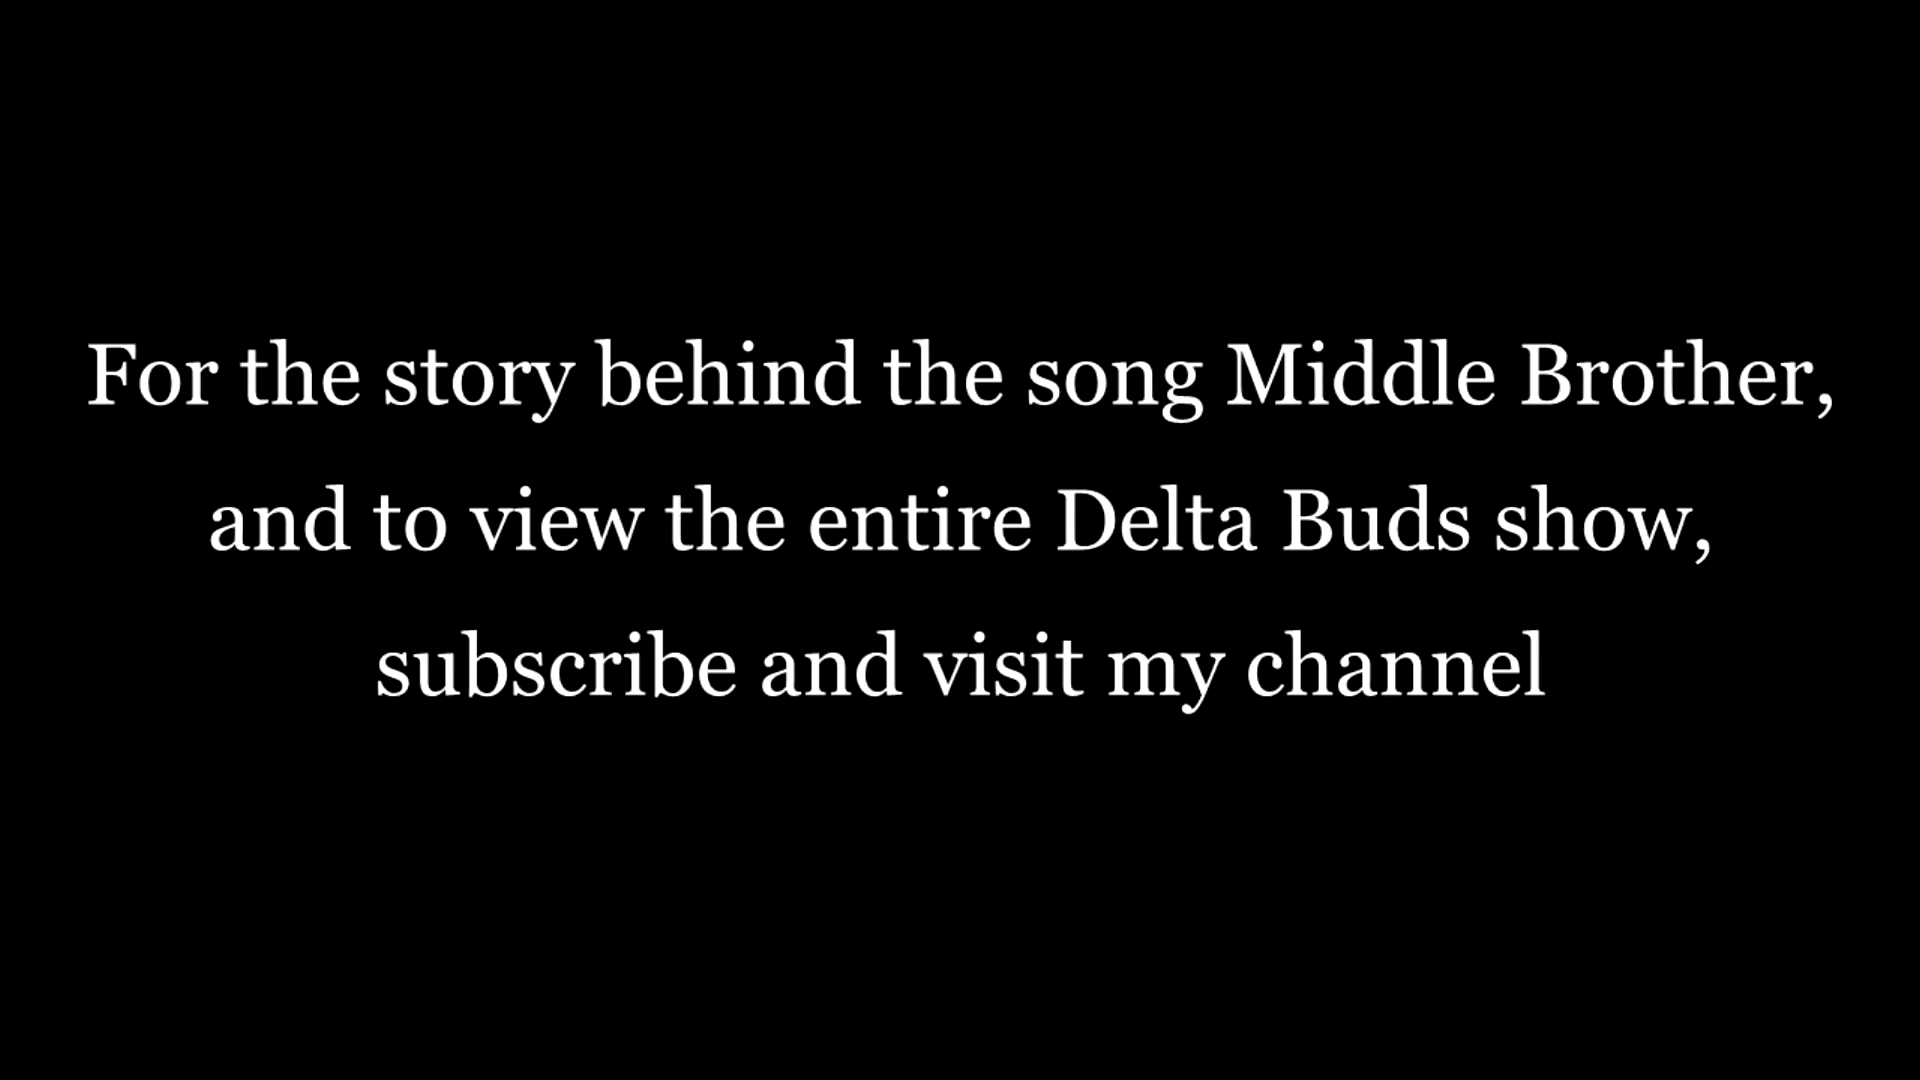 For the story behind the song Middle Brother,
and to view the entire Delta Buds show,
subscribe and visit my channel